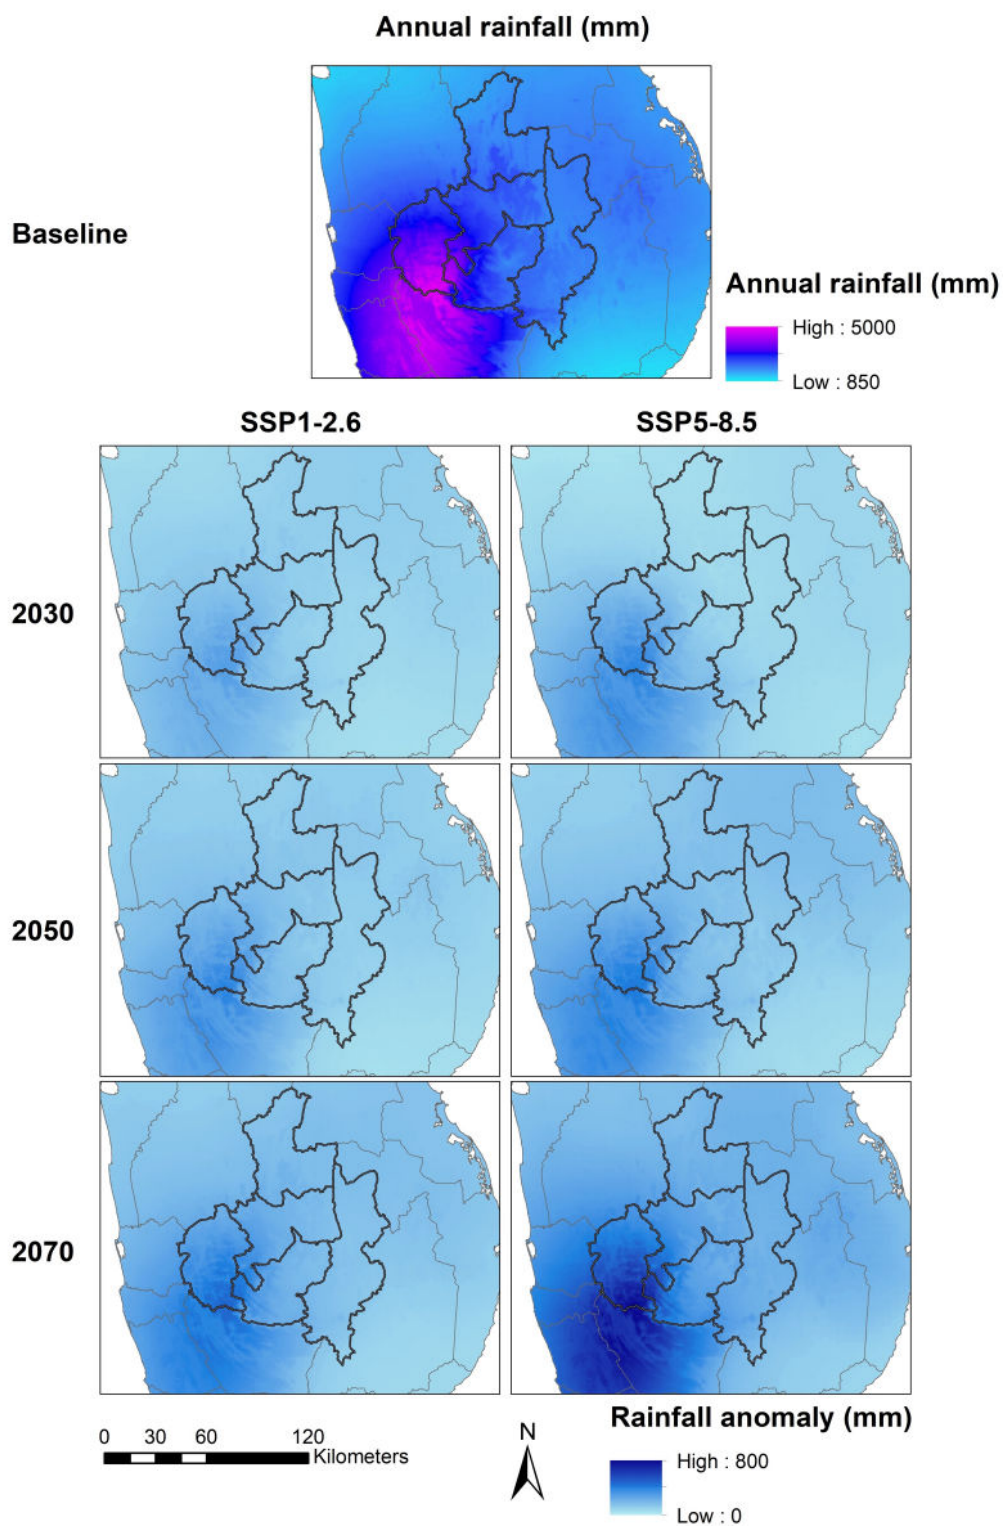 Annual rainfall (mm)
Baseline
Annual rainfall (mm)
High : 5000
Low : 850
SSP1-2.6
SSP5-8.5
2030
2050
2070
0 30 60 120
Kilometers
N
Rainfall anomaly (mm)
High : 800
Low : 0